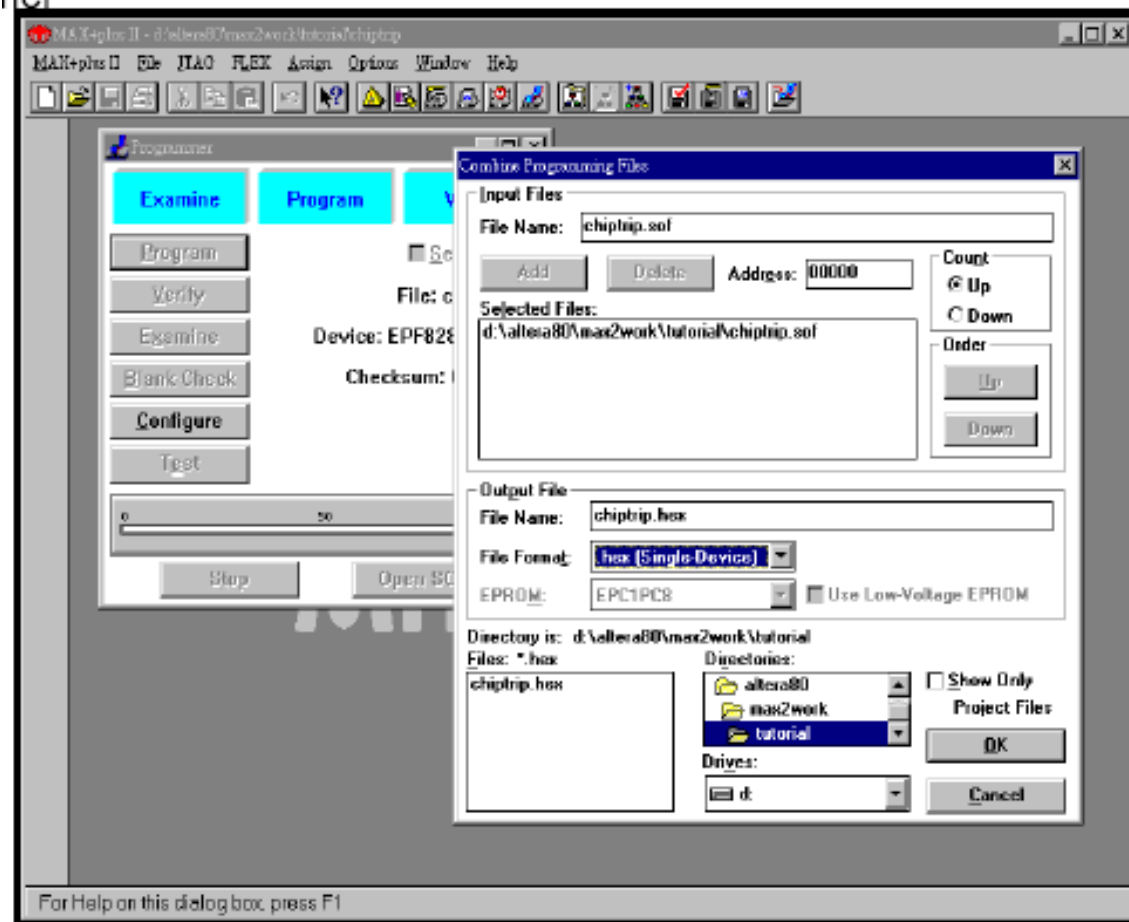 MAX+plus II - d:\altera80\max2work\tutorial\chiptrip
MAX+plus II File JTAG FLEX Assign Options Window Help
Programmer
Examine Program V
Program
Verify
Examine
Blank Check
Configure
Test
Se
File: c
Device: EPF828
Checksum:
0 50
Stop Open SC
Combine Programming Files
Input Files
File Name: chiptrip.sof
Add Delete Address: 00000
Count
Up
Down
Selected Files:
d:\altera80\max2work\tutorial\chiptrip.sof
Order
Up
Down
Output File
File Name: chiptrip.hex
File Format: .hex (Single-Device)
EPROM: EPC1PC8 Use Low-Voltage EPROM
Directory is: d:\altera80\max2work\tutorial
Files: *.hex
chiptrip.hex
Directories:
altera80
max2work
tutorial
Drives:
d:
Show Only
Project Files
OK
Cancel
For Help on this dialog box, press F1